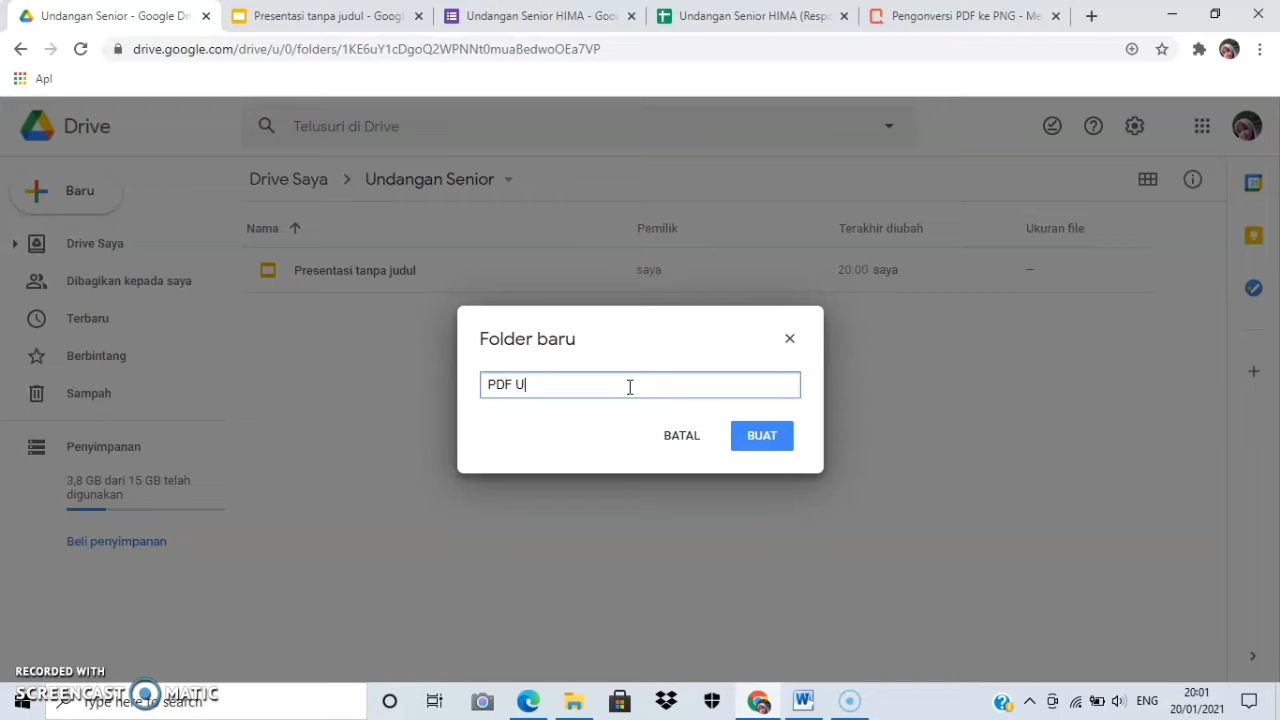 Undangan Senior - Google Dri
Presentasi tanpa judul - Googl
Undangan Senior HIMA - Goog
Undangan Senior HIMA (Respo
Pengonversi PDF ke PNG - Me
drive.google.com/drive/u/0/folders/1KE6uY1cDgoQ2WPNNt0muaBedwoOEa7VP
Apl
Drive
Telusuri di Drive
Baru
Drive Saya > Undangan Senior
Nama
Pemilik
Terakhir diubah
Ukuran file
Presentasi tanpa judul
saya
20.00 saya
—
Drive Saya
Dibagikan kepada saya
Terbaru
Berbintang
Sampah
Penyimpanan
3,8 GB dari 15 GB telah
digunakan
Beli penyimpanan
Folder baru
PDF U
BATAL
BUAT
RECORDED WITH
SCREENCAST MATIC
Type here to search
ENG
20:01
20/01/2021